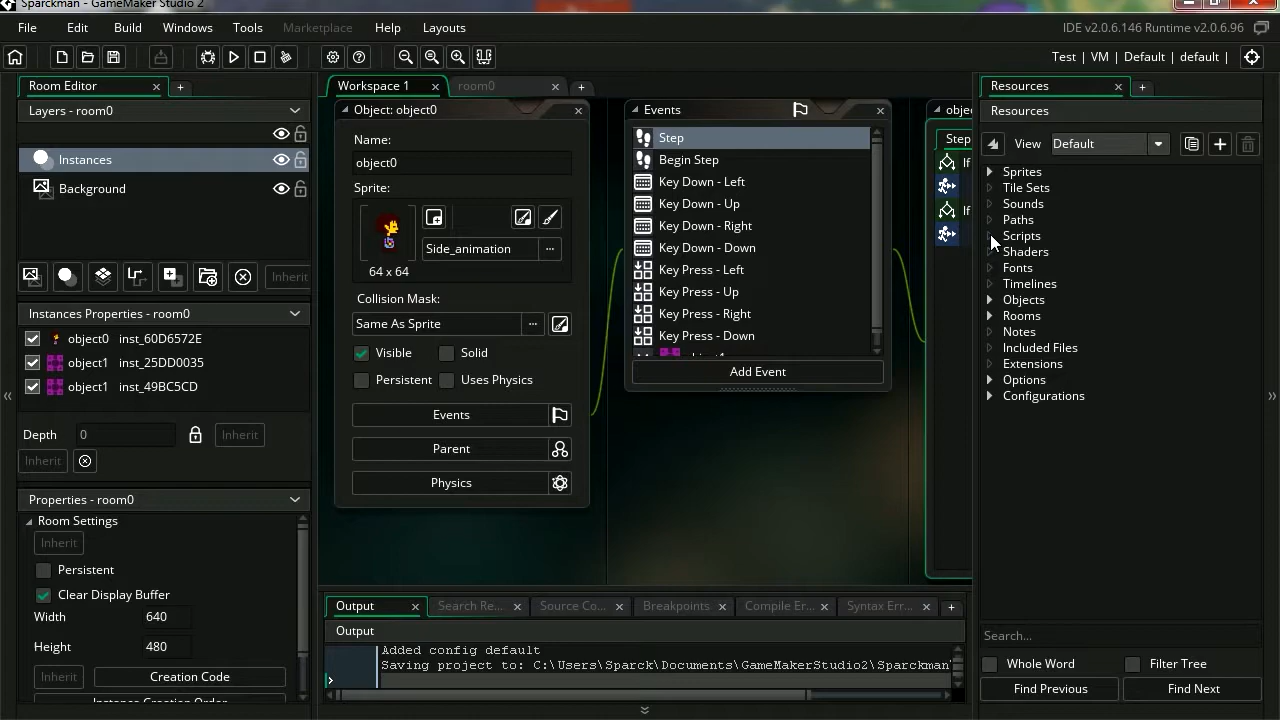 Sparckman - GameMaker Studio 2
File Edit Build Windows Tools Marketplace Help Layouts
IDE v2.0.6.146 Runtime v2.0.6.96
Test | VM | Default | default |
Room Editor
Layers - room0
Instances
Background
Inherit
Instances Properties - room0
object0 inst_60D6572E
object1 inst_25DD0035
object1 inst_49BC5CD
Depth 0 Inherit
Inherit
Properties - room0
Room Settings
Inherit
Persistent
Clear Display Buffer
Width 640
Height 480
Inherit Creation Code
Instance Creation Order
Workspace 1 room0
Object: object0
Name:
object0
Sprite:
Side_animation
64 x 64
Collision Mask:
Same As Sprite
Visible Solid
Persistent Uses Physics
Events
Parent
Physics
Events
Step
Begin Step
Key Down - Left
Key Down - Up
Key Down - Right
Key Down - Down
Key Press - Left
Key Press - Up
Key Press - Right
Key Press - Down
Add Event
obje
Step
If
If
Output Search Re... Source Co... Breakpoints Compile Er... Syntax Err...
Output
Added config default
Saving project to: C:\Users\Sparck\Documents\GameMakerStudio2\Sparckman
Resources
Resources
View Default
Sprites
Tile Sets
Sounds
Paths
Scripts
Shaders
Fonts
Timelines
Objects
Rooms
Notes
Included Files
Extensions
Options
Configurations
Search...
Whole Word Filter Tree
Find Previous Find Next